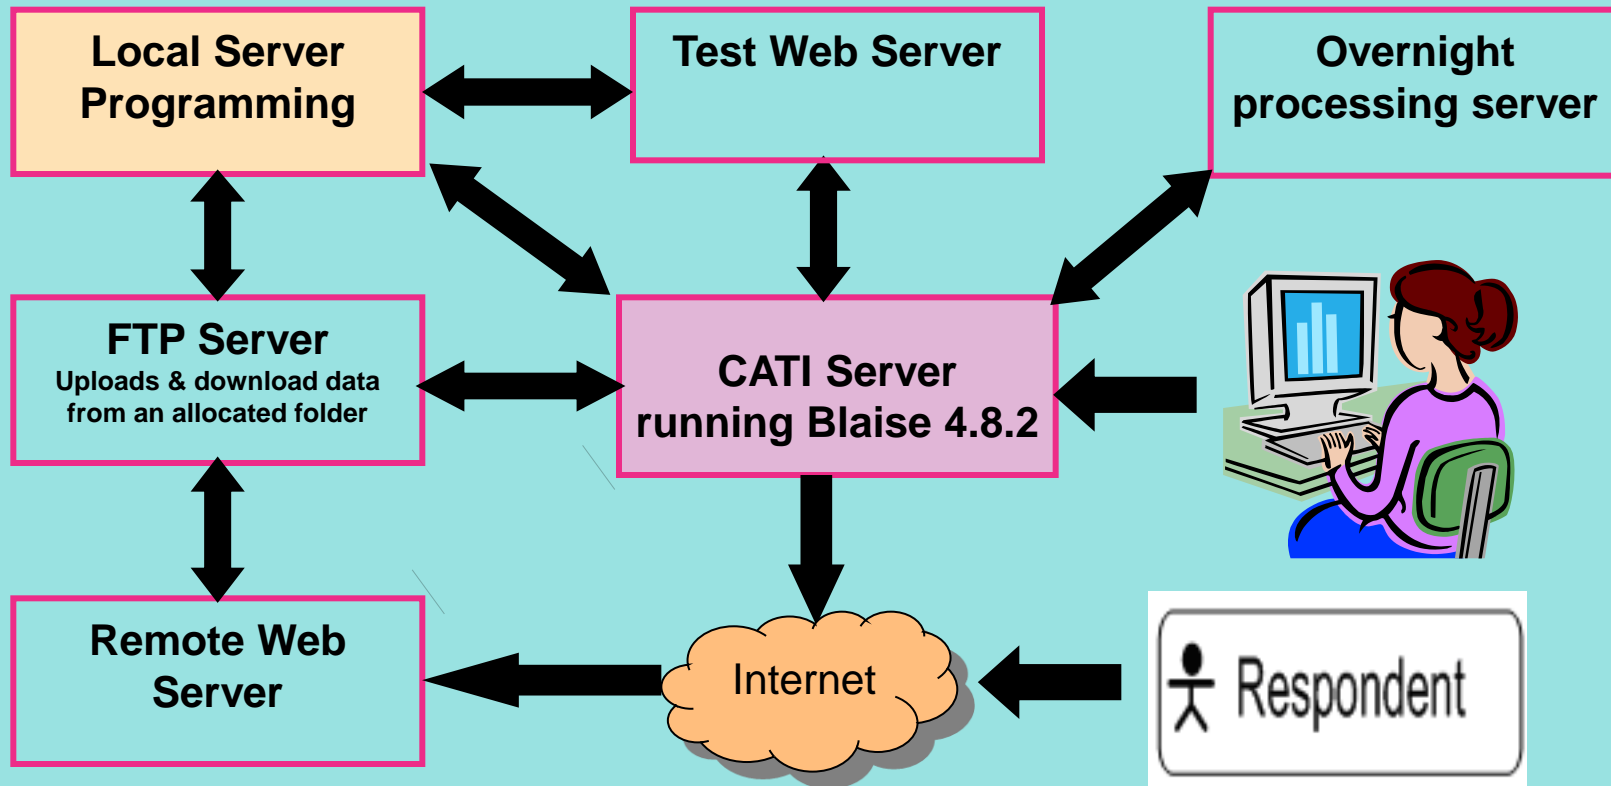 Local Server
Programming
Test Web Server
Overnight
processing server
FTP Server
Uploads & download data
from an allocated folder
CATI Server
running Blaise 4.8.2
Remote Web
Server
Internet
Respondent